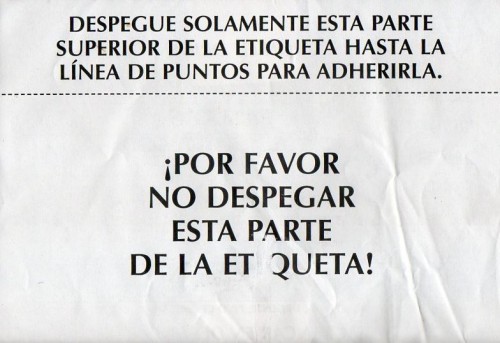 DESPEGUE SOLAMENTE ESTA PARTE
SUPERIOR DE LA ETIQUETA HASTA LA
LÍNEA DE PUNTOS PARA ADHERIRLA.
¡POR FAVOR
NO DESPEGAR
ESTA PARTE
DE LA ET QUETA!